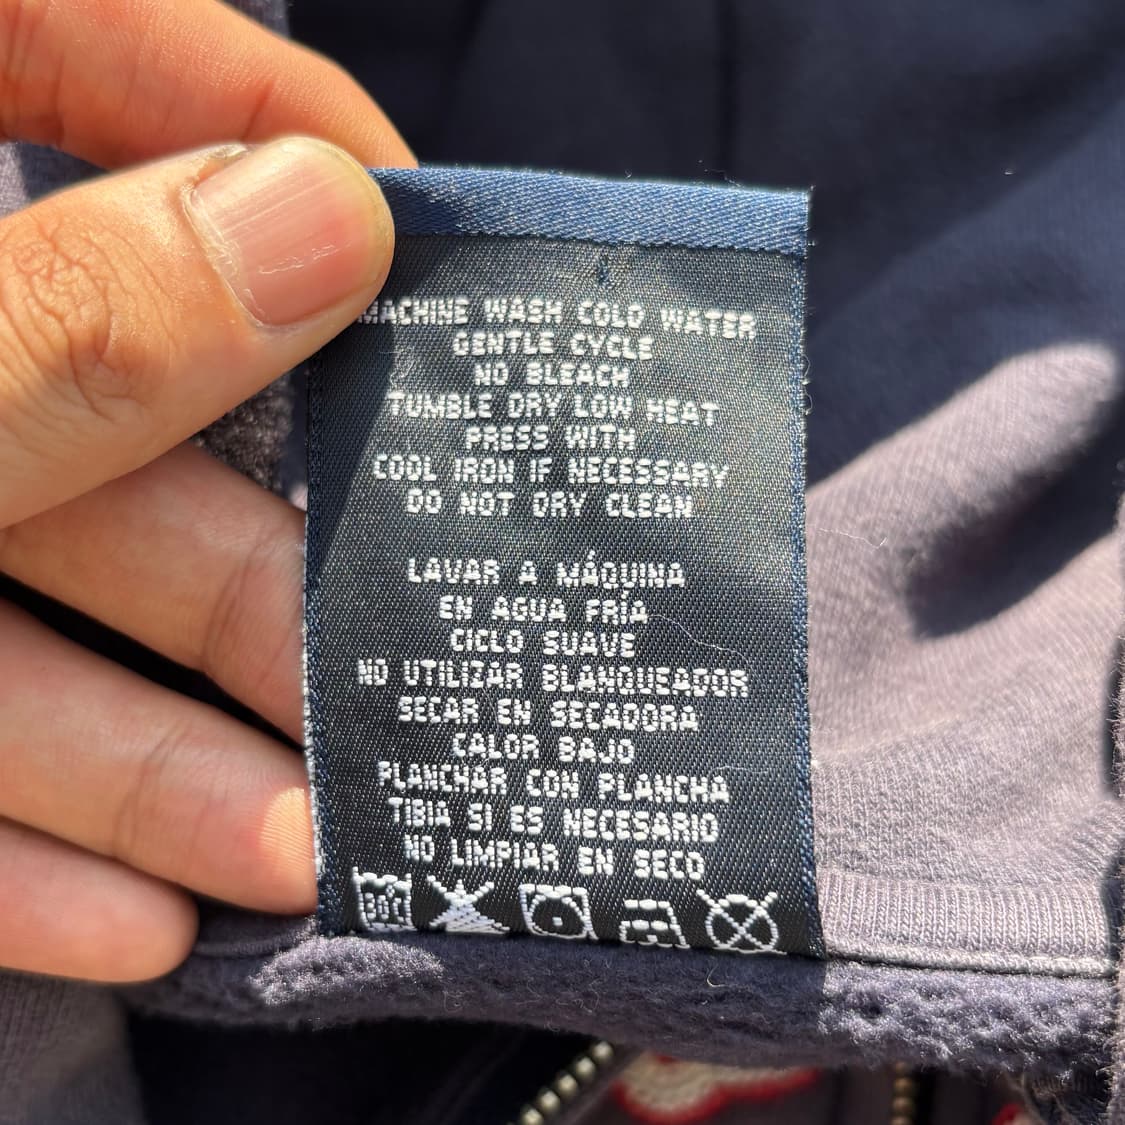 MACHINE WASH COLD WATER
GENTLE CYCLE
NO BLEACH
TUMBLE DRY LOW HEAT
PRESS WITH
COOL IRON IF NECESSARY
DO NOT DRY CLEAN
LAVAR A MÁQUINA
EN AGUA FRÍA
CICLO SUAVE
NO UTILIZAR BLANQUEADOR
SECAR EN SECADORA
CALOR BAJO
PLANCHAR CON PLANCHA
TIBIA SI ES NECESARIO
NO LIMPIAR EN SECO